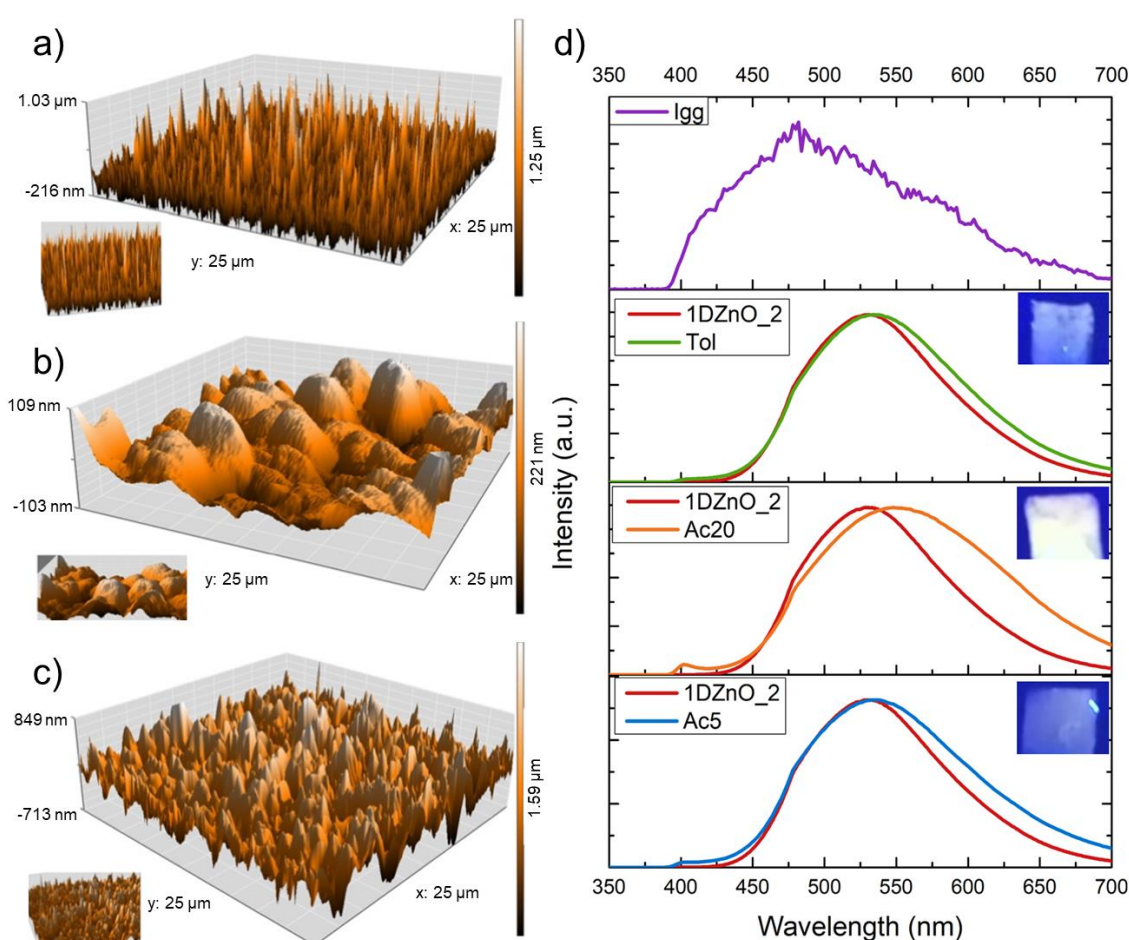 a)
1.03 µm
-216 nm
y: 25 µm
x: 25 µm
1.25 µm
b)
109 nm
-103 nm
y: 25 µm
x: 25 µm
221 nm
c)
849 nm
-713 nm
y: 25 µm
x: 25 µm
1.59 µm
d)
350 400 450 500 550 600 650 700
Igg
1DZnO_2
Tol
1DZnO_2
Ac20
1DZnO_2
Ac5
Intensity (a.u.)
350 400 450 500 550 600 650 700
Wavelength (nm)